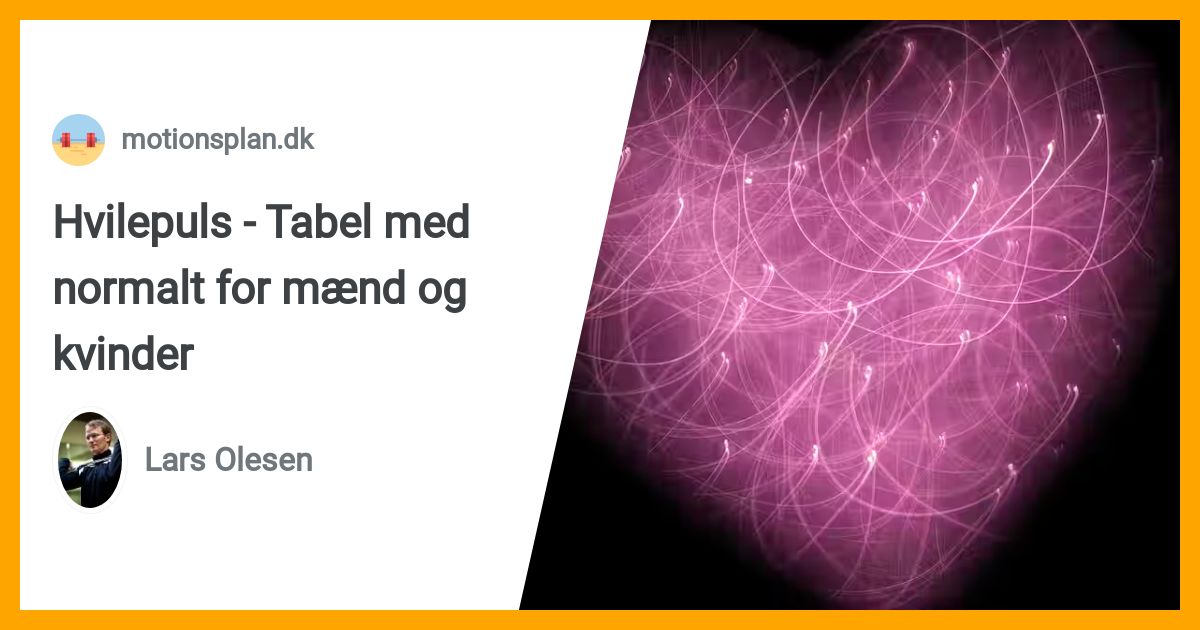 motionsplan.dk
Hvilepuls - Tabel med
normalt for mænd og
kvinder
Lars Olesen